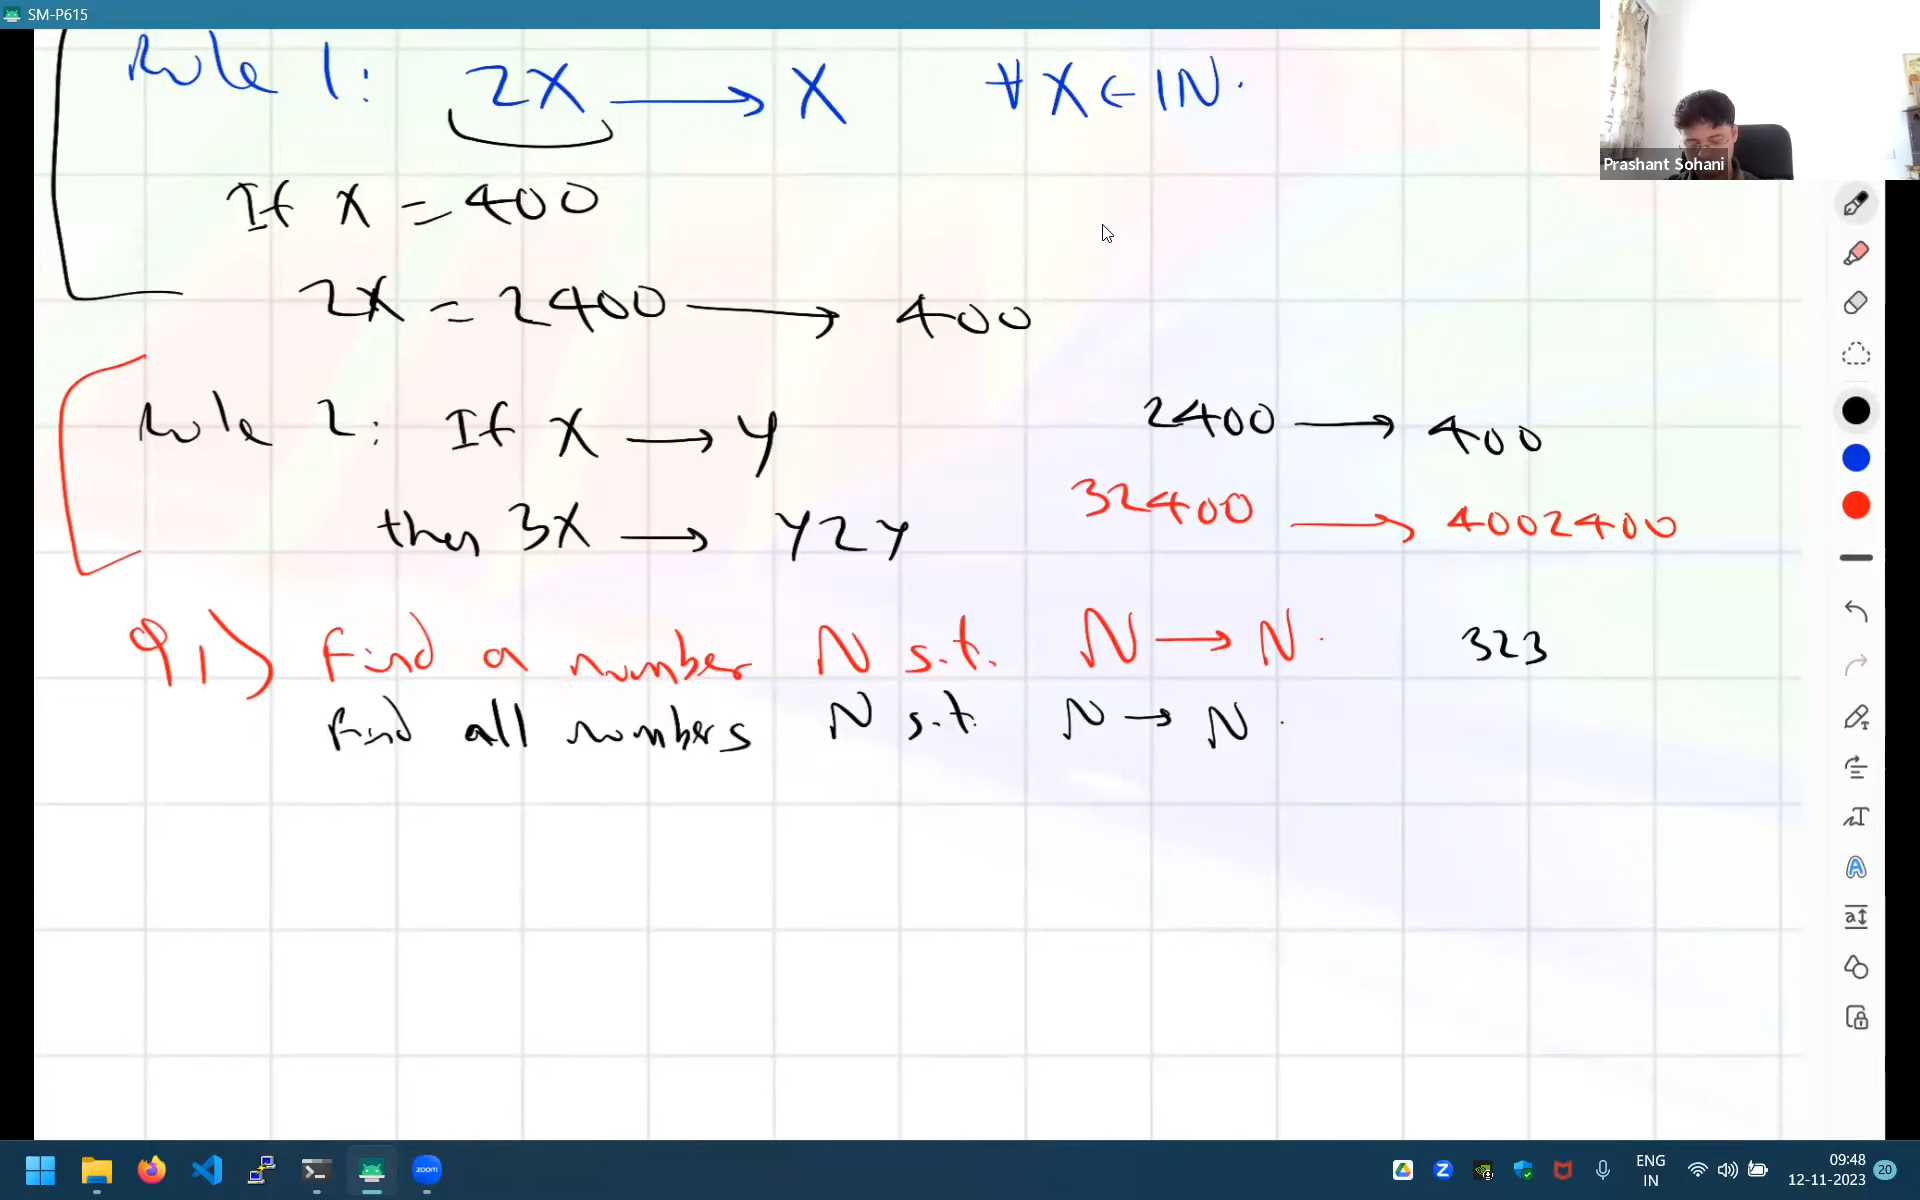 SM-P615
Rule 1: 2X → X ∀ X ∈ IN.
Prashant Sohani
If X = 400
2X = 2400 → 400
Rule 2: If X → Y
then 3X → Y2Y
2400 → 400
32400 → 4002400
Q1) Find a number N s.t. N → N.
323
Find all numbers N s.t. N → N.
zoom
ENG
IN
09:48
12-11-2023
20